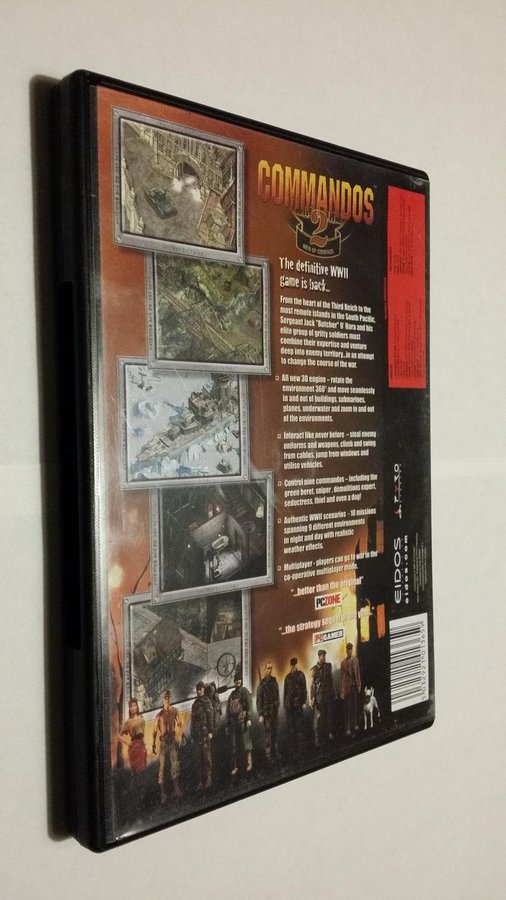 COMMANDOS
2
MEN OF COURAGE
The definitive WWII
game is back...
From the heart of the Third Reich to the
most remote islands in the South Pacific,
Sergeant Jack "Butcher" O' Hara and his
elite group of gritty soldiers must
combine their expertise and venture
deep into enemy territory...in an attempt
to change the course of the war.
All new 3D engine – rotate the
environment 360° and move seamlessly
in and out of buildings, submarines,
planes, underwater and zoom in and out
of the environments.
Interact like never before – steal enemy
uniforms and weapons, climb and swing
from cables, jump from windows and
utilise vehicles.
Control nine commandos – including the
green beret, sniper, demolitions expert,
seductress, thief and even a dog!
Authentic WWII scenarios - 10 missions
spanning 9 different environments
in night and day with realistic
weather effects.
Multiplayer - players can go to war in the
co-operative multiplayer mode.
"...better than the original"
PCZONE
"...the strategy sequel of the year..."
PCGAMER
EIDOS
eidos.com
pyro